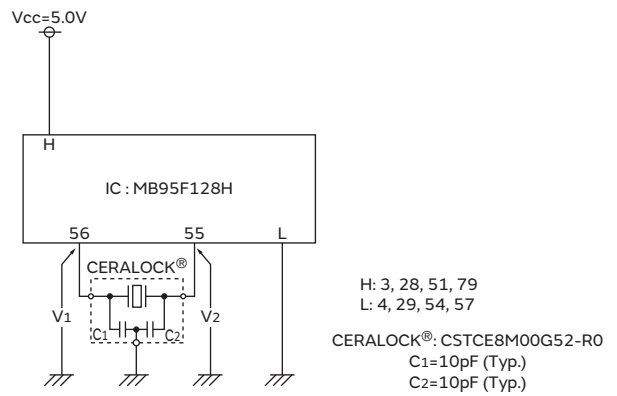 Vcc=5.0V
H
IC : MB95F128H
56 55 L
CERALOCK®
V1 C1 C2 V2
H: 3, 28, 51, 79
L: 4, 29, 54, 57
CERALOCK®: CSTCE8M00G52-R0
C1=10pF (Typ.)
C2=10pF (Typ.)